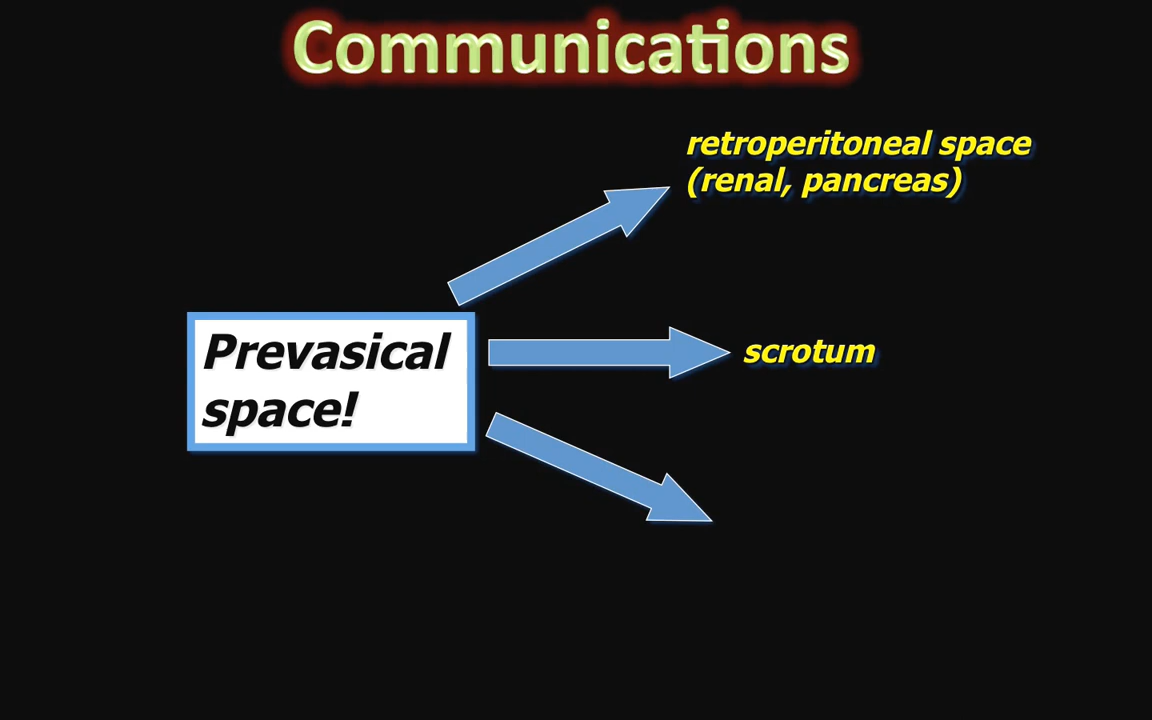 Communications
retroperitoneal space
(renal, pancreas)
Prevasical
space!
scrotum